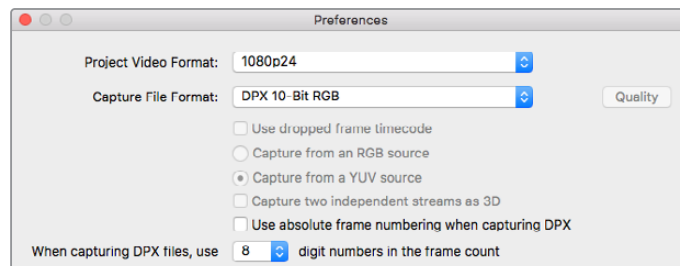 Preferences
Project Video Format: 1080p24
Capture File Format: DPX 10-Bit RGB Quality
Use dropped frame timecode
Capture from an RGB source
Capture from a YUV source
Capture two independent streams as 3D
Use absolute frame numbering when capturing DPX
When capturing DPX files, use 8 digit numbers in the frame count